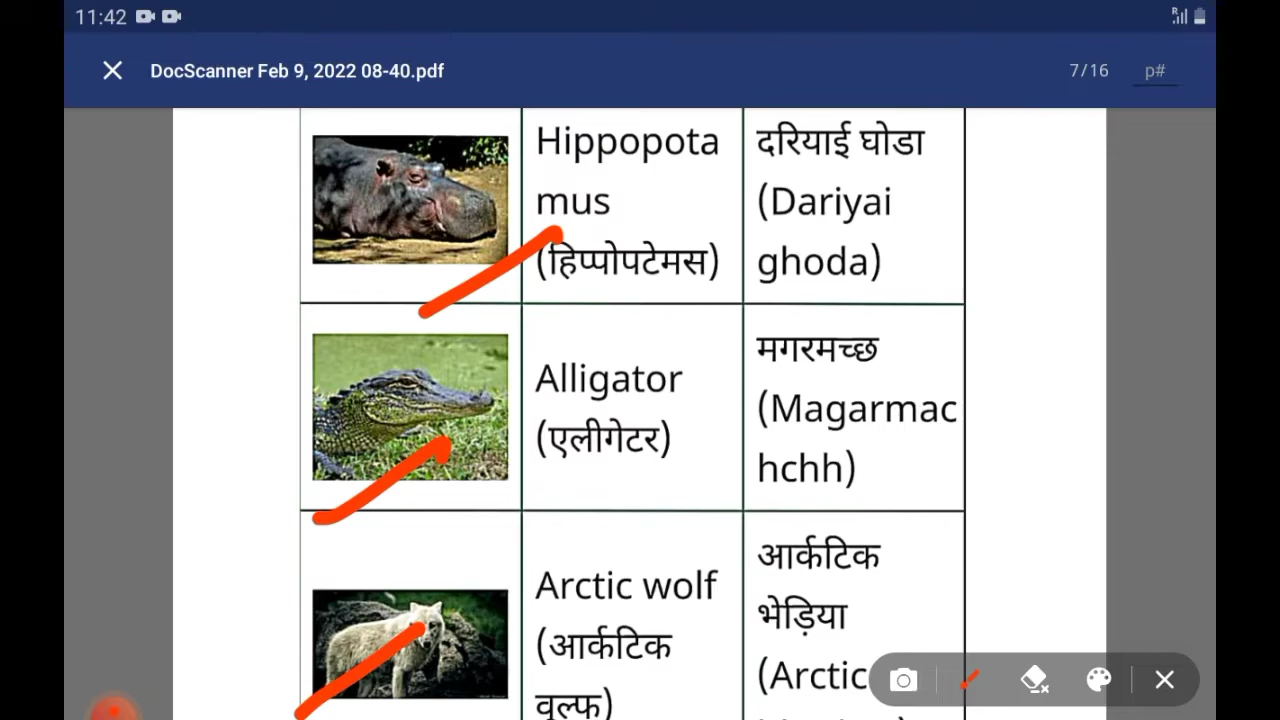 11:42
DocScanner Feb 9, 2022 08-40.pdf
7/16
p#
Hippopota
mus
(हिप्पोपटेमस)
दरियाई घोडा
(Dariyai
ghoda)
Alligator
(एलीगेटर)
मगरमच्छ
(Magarmac
hchh)
Arctic wolf
(आर्कटिक
वूल्फ)
आर्कटिक
भेड़िया
(Arctic